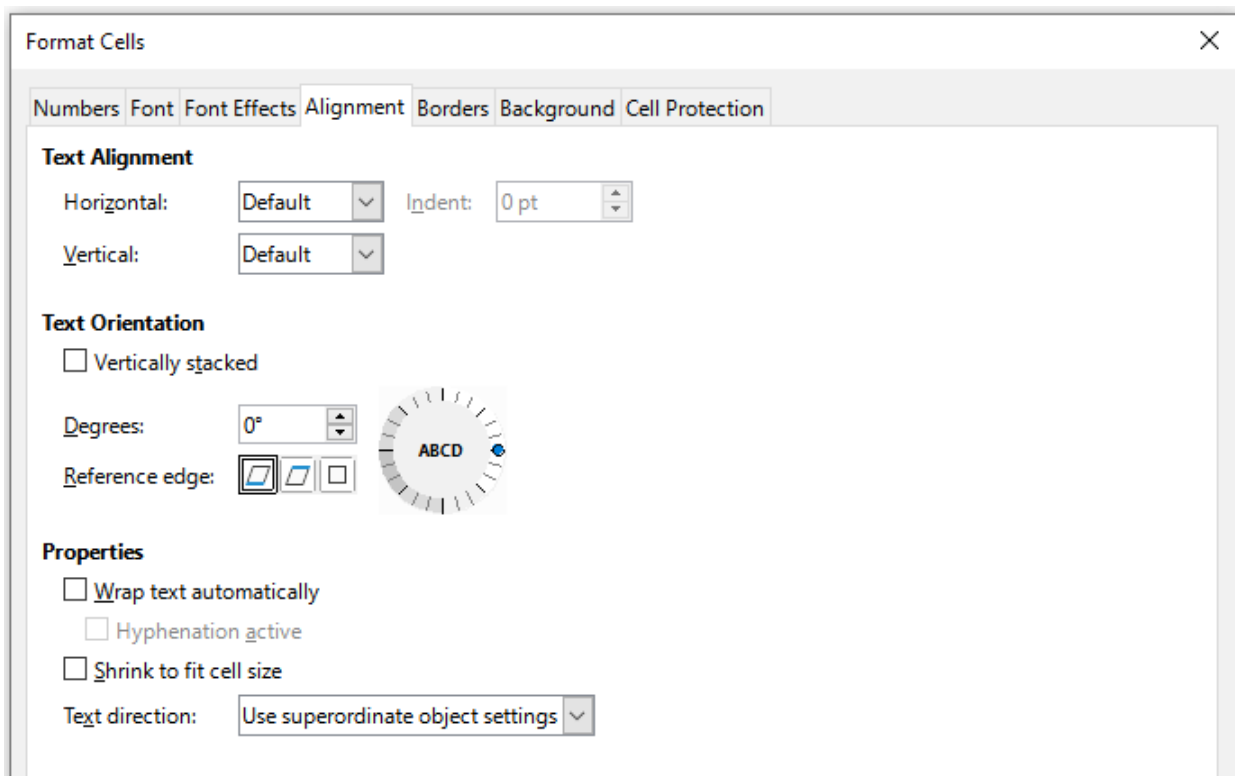 Format Cells
Numbers Font Font Effects Alignment Borders Background Cell Protection
Text Alignment
Horizontal: Default Indent: 0 pt
Vertical: Default
Text Orientation
Vertically stacked
Degrees: 0° ABCD
Reference edge:
Properties
Wrap text automatically
Hyphenation active
Shrink to fit cell size
Text direction: Use superordinate object settings